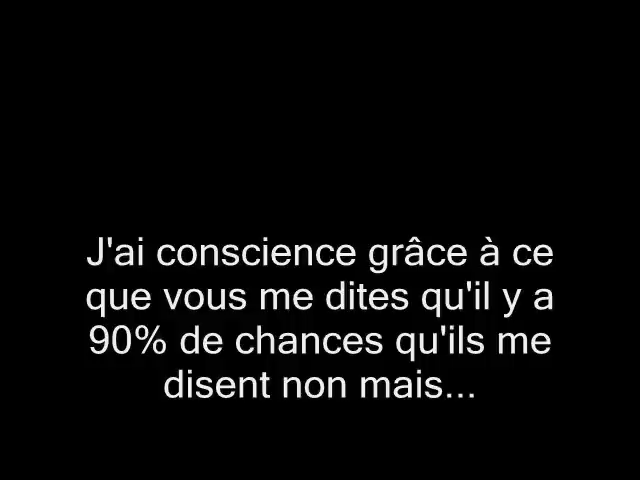 J'ai conscience grâce à ce
que vous me dites qu'il y a
90% de chances qu'ils me
disent non mais...